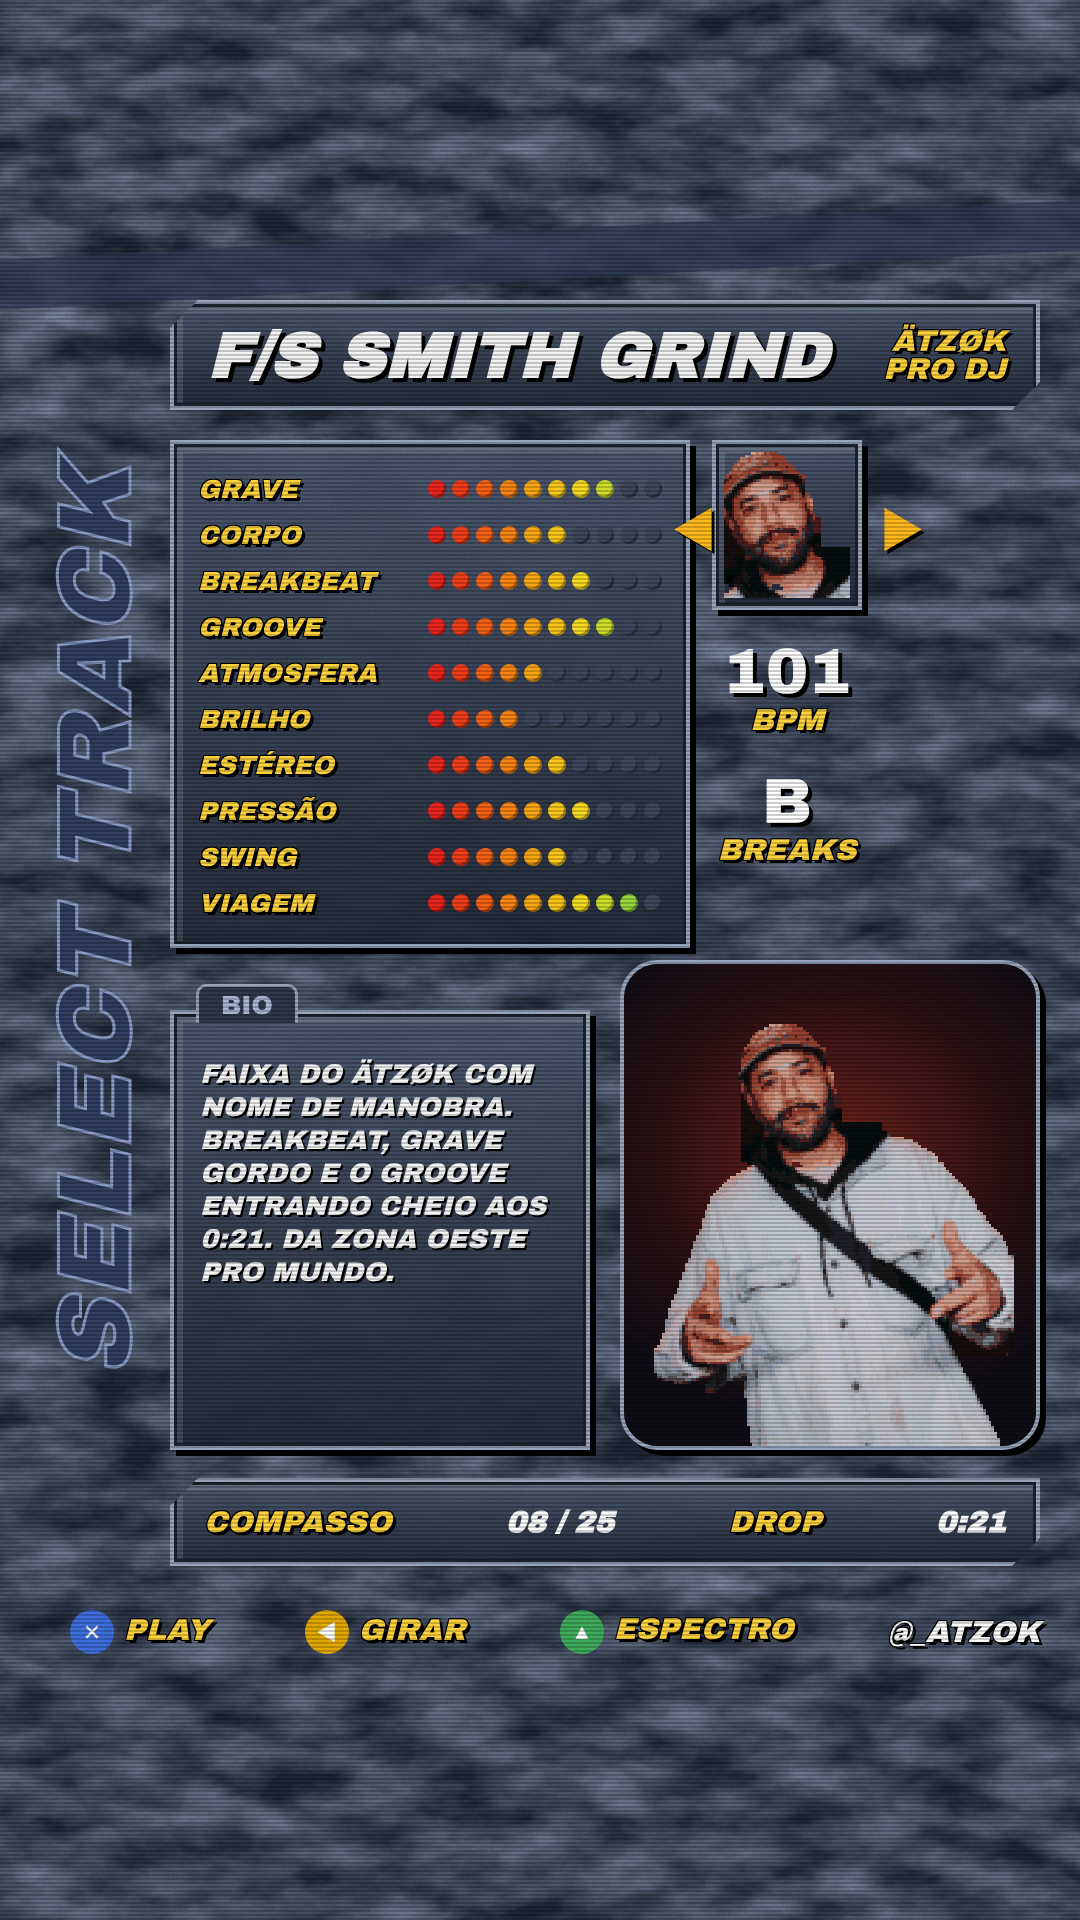 F/S SMITH GRIND
ÄTZØK
PRO DJ
SELECT TRACK
GRAVE
CORPO
BREAKBEAT
GROOVE
ATMOSFERA
BRILHO
ESTÉREO
PRESSÃO
SWING
VIAGEM
101
BPM
B
BREAKS
BIO
FAIXA DO ÄTZØK COM
NOME DE MANOBRA.
BREAKBEAT, GRAVE
GORDO E O GROOVE
ENTRANDO CHEIO AOS
0:21. DA ZONA OESTE
PRO MUNDO.
COMPASSO 08 / 25 DROP 0:21
PLAY GIRAR ESPECTRO @_ATZOK